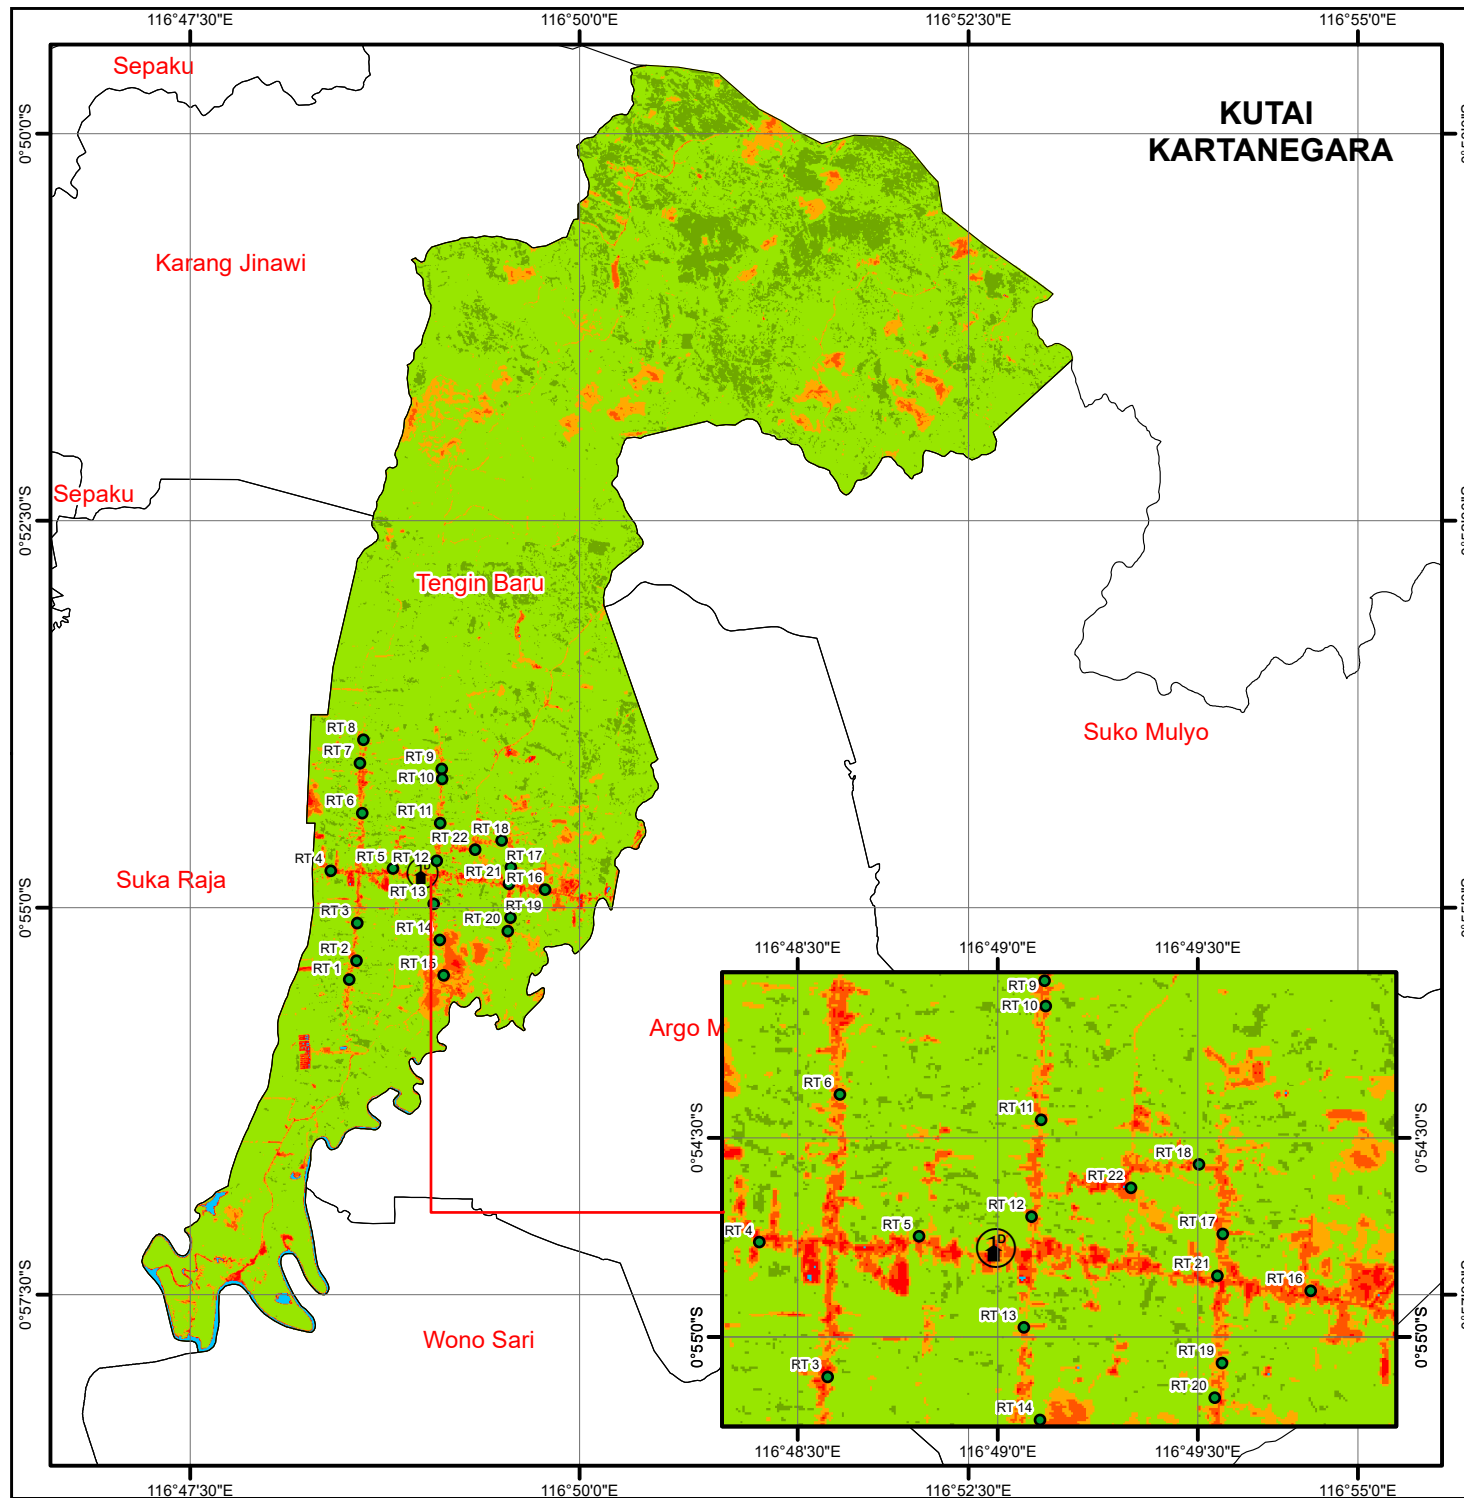 116°47'30"E 116°50'0"E 116°52'30"E 116°55'0"E
Sepaku
KUTAI
KARTANEGARA
0°50'0"S
Karang Jinawi
Sepaku
0°52'30"S
Tengin Baru
Suko Mulyo
RT 8
RT 7
RT 9
RT 10
RT 6
RT 11
RT 18
RT 22
RT 4
RT 5
RT 12
RT 17
RT 21
RT 16
RT 13
Suka Raja
0°55'0"S
RT 3
RT 19
RT 20
RT 14
RT 2
RT 1
RT 15
Argo M
116°48'30"E 116°49'0"E 116°49'30"E
RT 9
RT 10
RT 6
RT 11
0°54'30"S 0°54'30"S
RT 18
RT 22
RT 12
RT 4
RT 5
D
RT 17
RT 21
RT 16
RT 13
0°55'0"S 0°55'0"S
RT 3
RT 19
RT 20
RT 14
116°48'30"E 116°49'0"E 116°49'30"E
0°57'30"S
Wono Sari
116°47'30"E 116°50'0"E 116°52'30"E 116°55'0"E